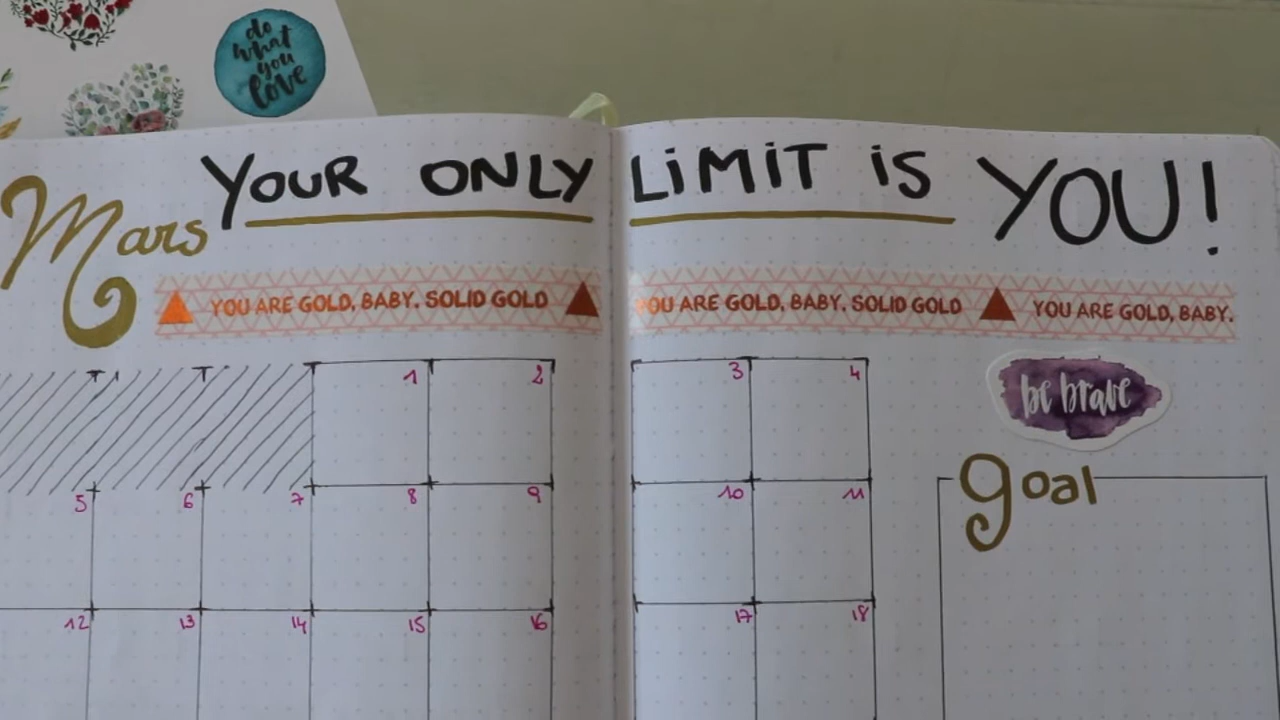 do
what
you
love
YOUR ONLY LiMiT iS YOU!
Mars
YOU ARE GOLD, BABY. SOLID GOLD YOU ARE GOLD, BABY. SOLID GOLD YOU ARE GOLD, BABY.
be brave
1 2 3 4
goal
5 6 7 8 9 10 11
12 13 14 15 16 17 18